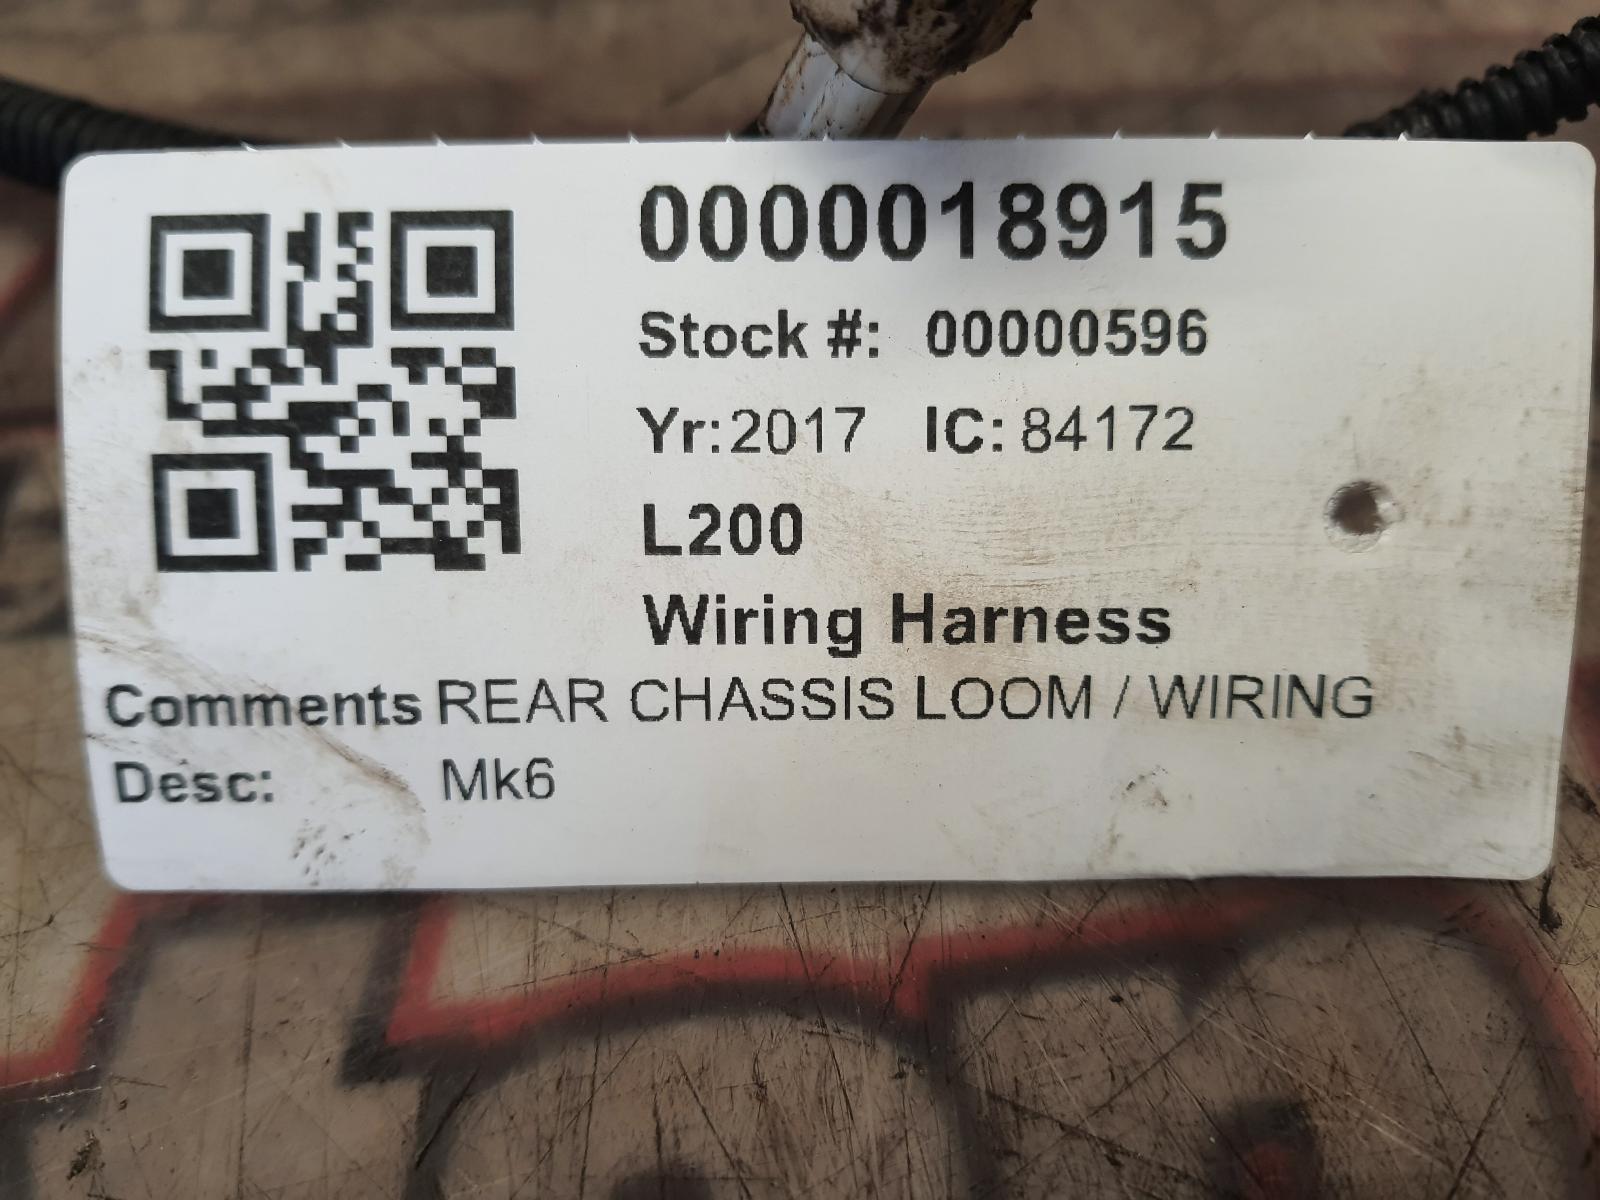 0000018915
Stock #: 00000596
Yr:2017 IC: 84172
L200
Wiring Harness
Comments REAR CHASSIS LOOM / WIRING
Desc: Mk6